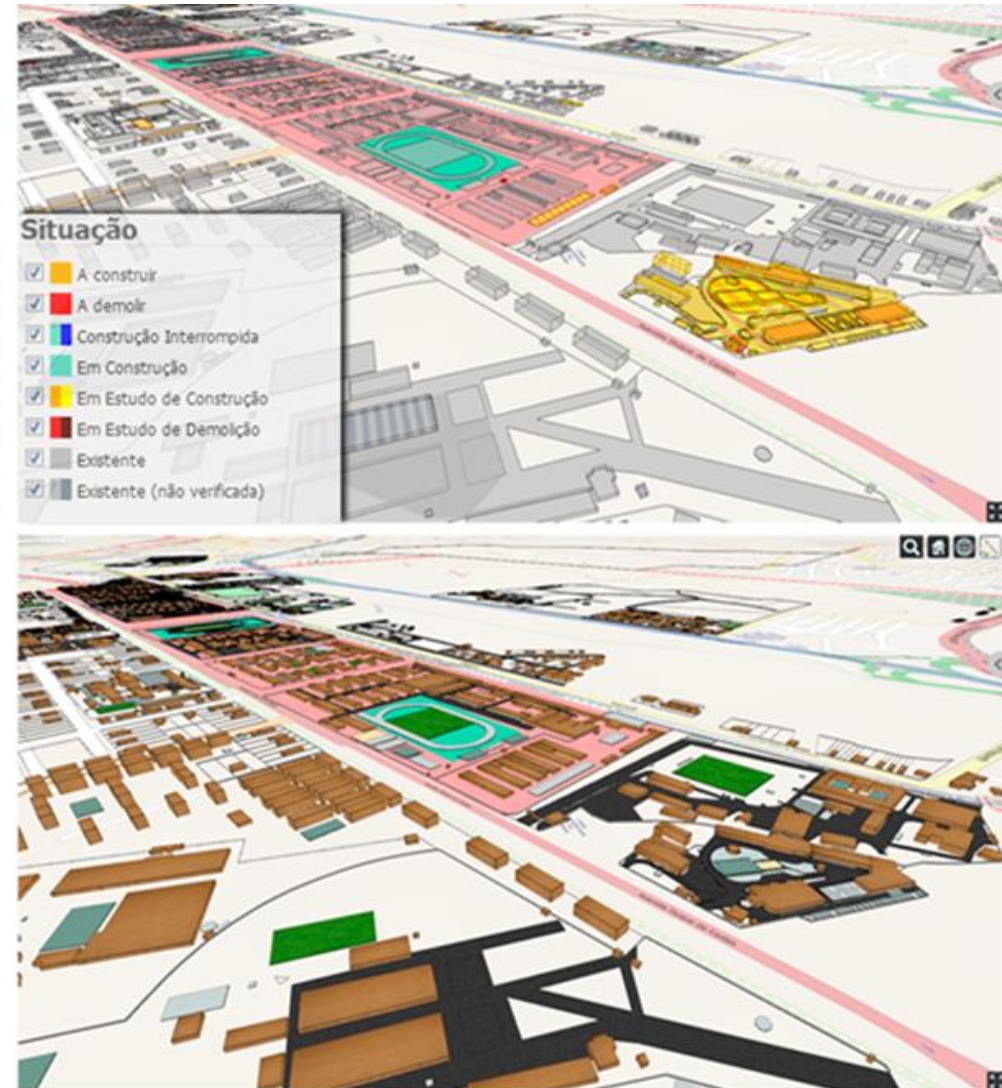 Situação
A construir
A demolir
Construção Interrompida
Em Construção
Em Estudo de Construção
Em Estudo de Demolição
Existente
Existente (não verificada)